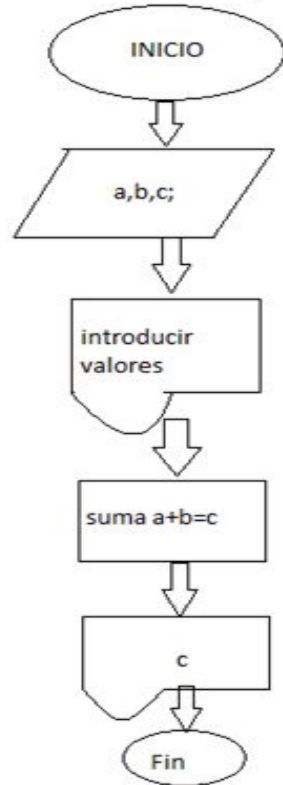 INICIO
a,b,c;
introducir
valores
suma a+b=c
c
Fin